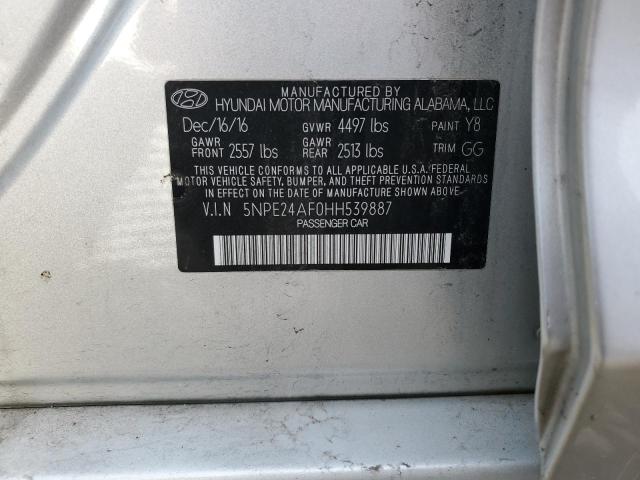 MANUFACTURED BY
HYUNDAI MOTOR MANUFACTURING ALABAMA, LLC
Dec/16/16 GVWR 4497 lbs PAINT Y8
GAWR FRONT 2557 lbs GAWR REAR 2513 lbs TRIM GG
THIS VEHICLE CONFORMS TO ALL APPLICABLE U.S.A. FEDERAL
MOTOR VEHICLE SAFETY, BUMPER, AND THEFT PREVENTION STANDARDS
IN EFFECT ON THE DATE OF MANUFACTURE SHOWN ABOVE.
V.I.N 5NPE24AF0HH539887
PASSENGER CAR